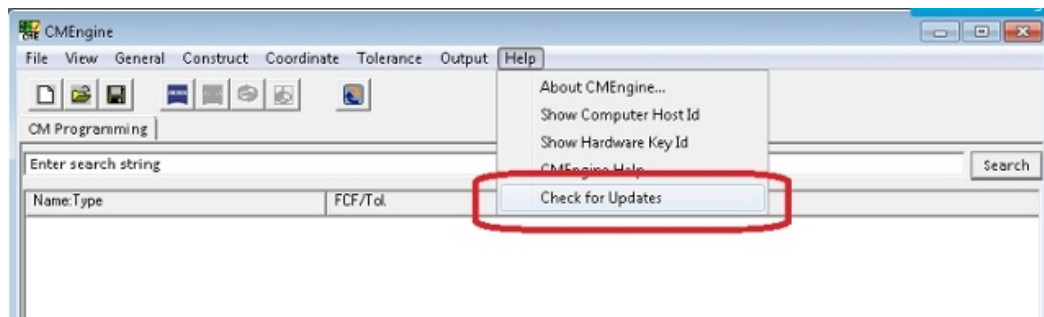 CMEngine
File View General Construct Coordinate Tolerance Output Help
About CMEngine...
Show Computer Host Id
Show Hardware Key Id
CMEngine Help
Check for Updates
CM Programming
Enter search string
Search
Name:Type
FCF/Tol.